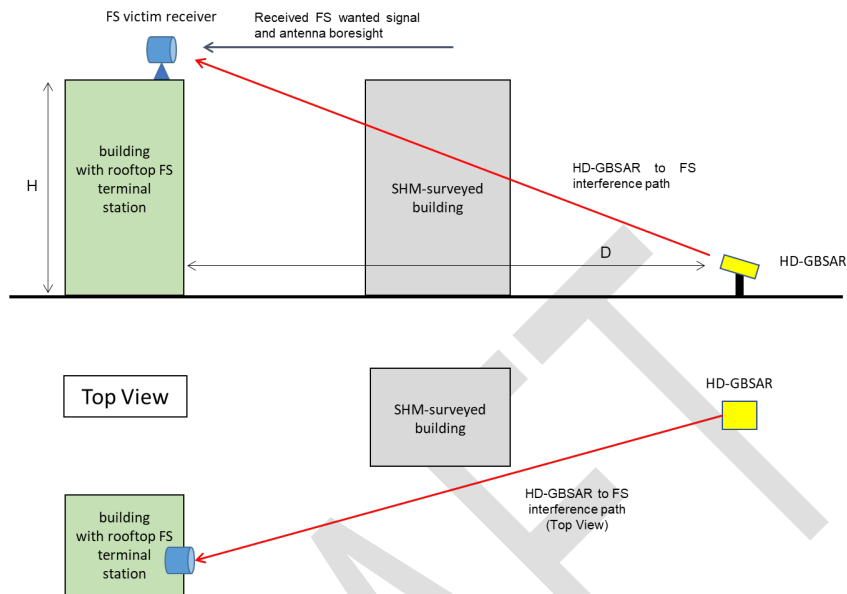 FS victim receiver
Received FS wanted signal
and antenna boresight
building
with rooftop FS
terminal
station
H
SHM-surveyed
building
HD-GBSAR to FS
interference path
D
HD-GBSAR
Top View
SHM-surveyed
building
HD-GBSAR
building
with rooftop FS
terminal
station
HD-GBSAR to FS
interference path
(Top View)